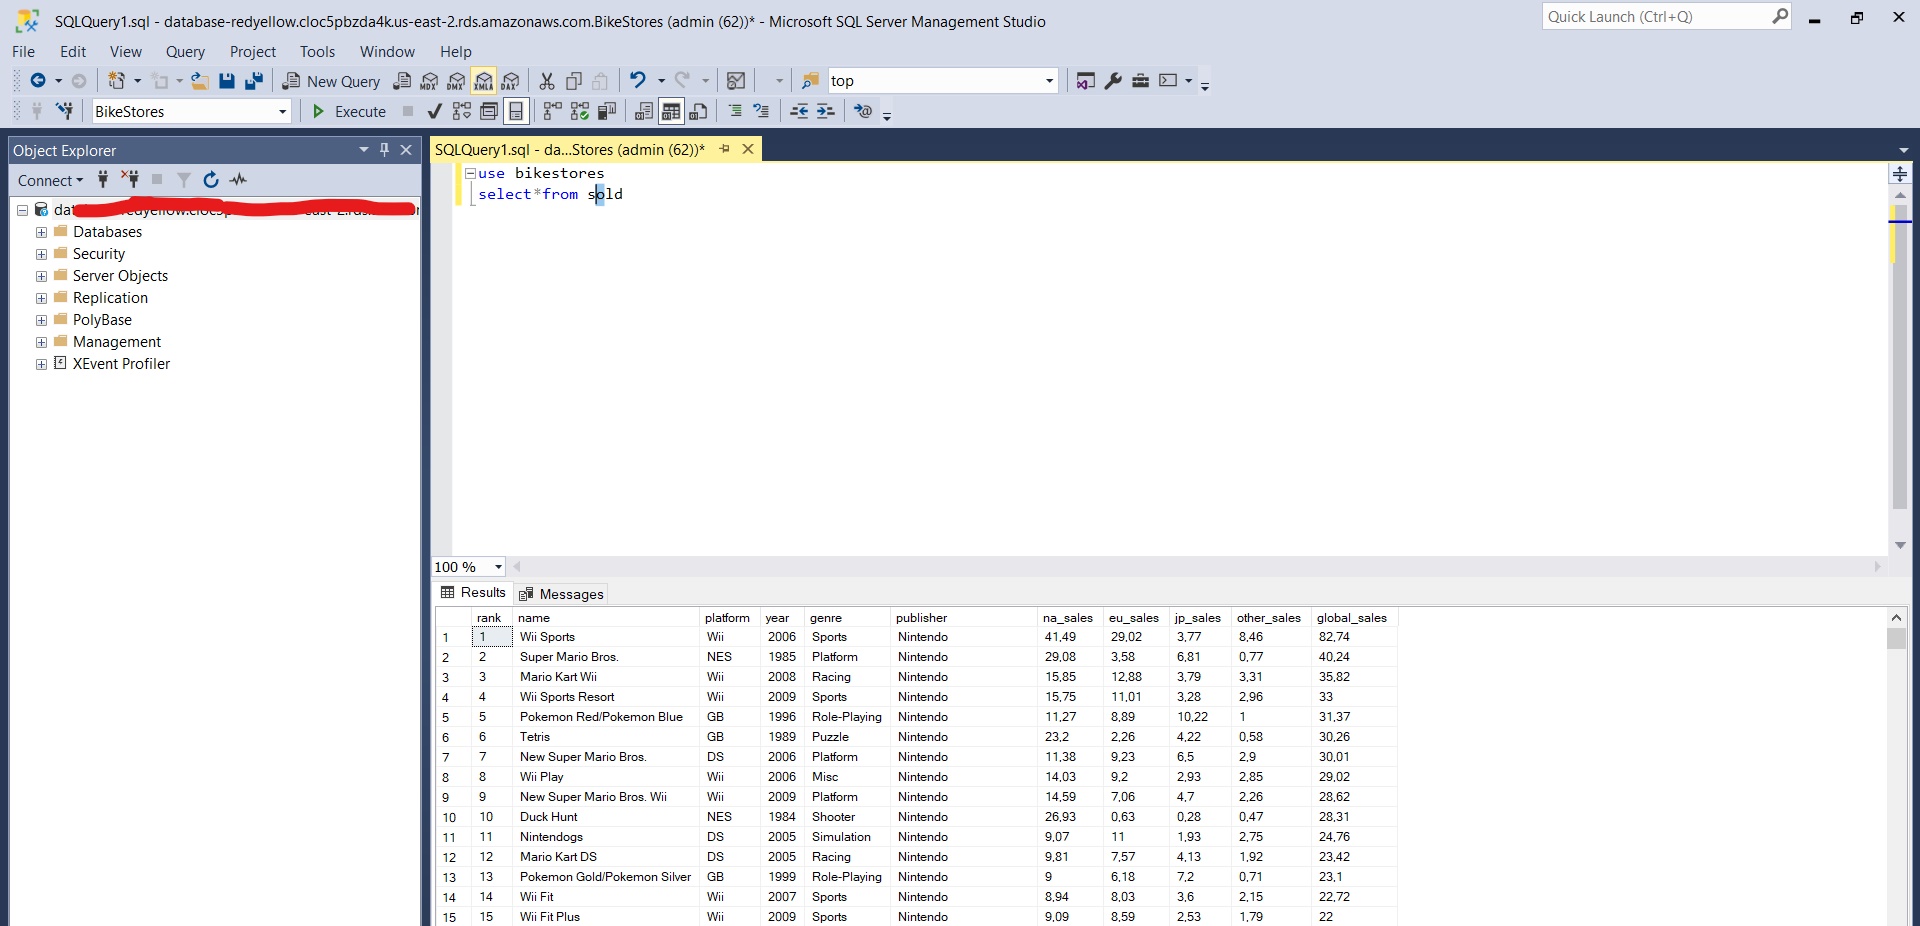 SQLQuery1.sql - database-redyellow.cloc5pbzda4k.us-east-2.rds.amazonaws.com.BikeStores (admin (62))* - Microsoft SQL Server Management Studio
Quick Launch (Ctrl+Q)
File Edit View Query Project Tools Window Help
New Query MDX DMX XMLA DAX top
BikeStores Execute
Object Explorer
SQLQuery1.sql - da...Stores (admin (62))*
Connect
use bikestores
select*from sold
Databases
Security
Server Objects
Replication
PolyBase
Management
XEvent Profiler
100 %
Results Messages
rank name platform year genre publisher na_sales eu_sales jp_sales other_sales global_sales
1 1 Wii Sports Wii 2006 Sports Nintendo 41,49 29,02 3,77 8,46 82,74
2 2 Super Mario Bros. NES 1985 Platform Nintendo 29,08 3,58 6,81 0,77 40,24
3 3 Mario Kart Wii Wii 2008 Racing Nintendo 15,85 12,88 3,79 3,31 35,82
4 4 Wii Sports Resort Wii 2009 Sports Nintendo 15,75 11,01 3,28 2,96 33
5 5 Pokemon Red/Pokemon Blue GB 1996 Role-Playing Nintendo 11,27 8,89 10,22 1 31,37
6 6 Tetris GB 1989 Puzzle Nintendo 23,2 2,26 4,22 0,58 30,26
7 7 New Super Mario Bros. DS 2006 Platform Nintendo 11,38 9,23 6,5 2,9 30,01
8 8 Wii Play Wii 2006 Misc Nintendo 14,03 9,2 2,93 2,85 29,02
9 9 New Super Mario Bros. Wii Wii 2009 Platform Nintendo 14,59 7,06 4,7 2,26 28,62
10 10 Duck Hunt NES 1984 Shooter Nintendo 26,93 0,63 0,28 0,47 28,31
11 11 Nintendogs DS 2005 Simulation Nintendo 9,07 11 1,93 2,75 24,76
12 12 Mario Kart DS DS 2005 Racing Nintendo 9,81 7,57 4,13 1,92 23,42
13 13 Pokemon Gold/Pokemon Silver GB 1999 Role-Playing Nintendo 9 6,18 7,2 0,71 23,1
14 14 Wii Fit Wii 2007 Sports Nintendo 8,94 8,03 3,6 2,15 22,72
15 15 Wii Fit Plus Wii 2009 Sports Nintendo 9,09 8,59 2,53 1,79 22